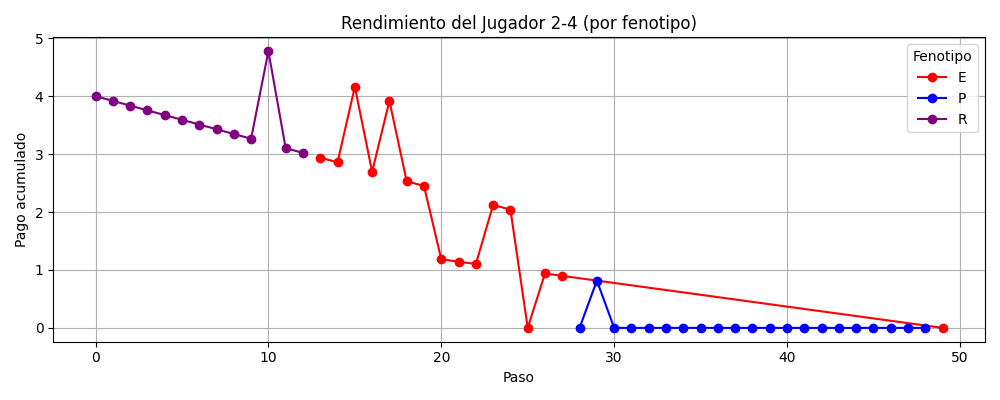 Rendimiento del Jugador 2-4 (por fenotipo)
Pago acumulado
5
4
3
2
1
0
0 10 20 30 40 50
Paso
Fenotipo
E
P
R